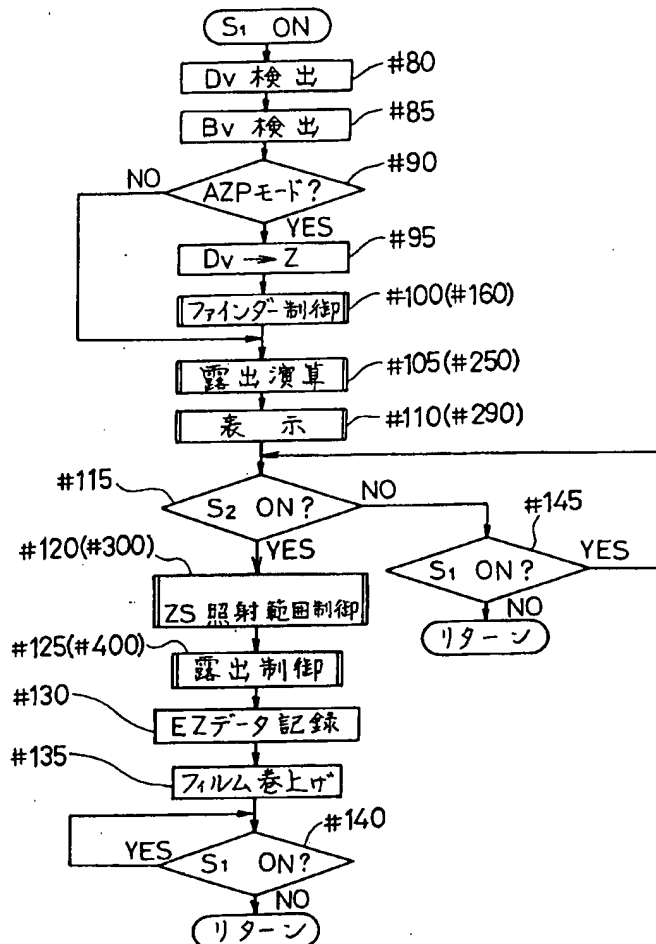 S1 ON
Dv 検出
#80
Bv 検出
#85
#90
NO
AZPモード?
YES
#95
Dv → Z
ファインダー制御
#100(#160)
露出演算
#105(#250)
表示
#110(#290)
#115
S2 ON?
NO
#145
#120(#300)
YES
S1 ON?
YES
ZS 照射範囲制御
NO
リターン
#125(#400)
露出制御
#130
EZデータ記録
#135
フィルム巻上げ
#140
YES
S1 ON?
NO
リターン